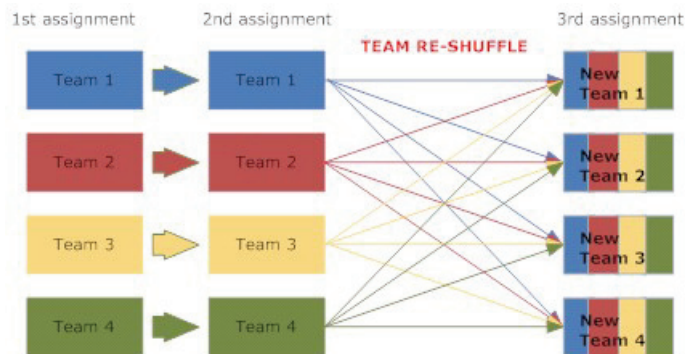 1st assignment
2nd assignment
3rd assignment
TEAM RE-SHUFFLE
Team 1
Team 1
New
Team 1
Team 2
Team 2
New
Team 2
Team 3
Team 3
New
Team 3
Team 4
Team 4
New
Team 4